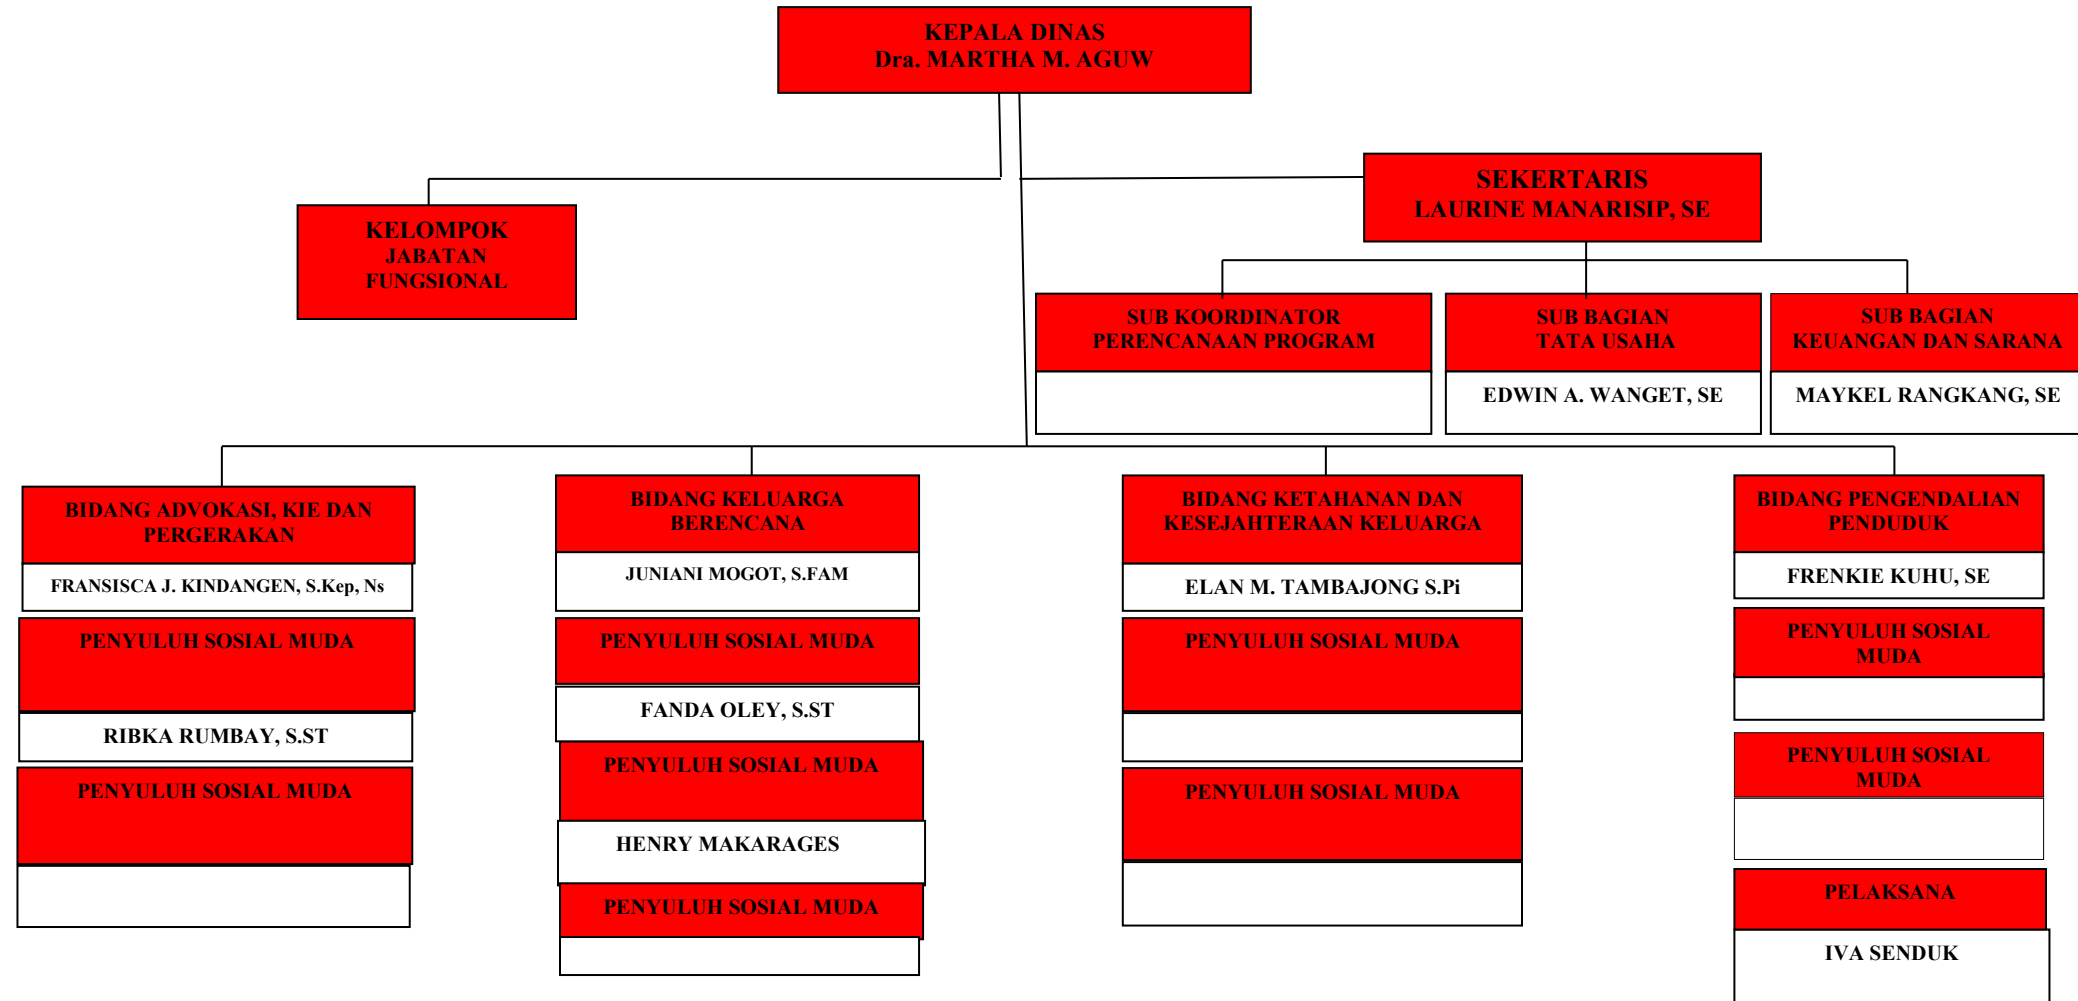 KEPALA DINAS
Dra. MARTHA M. AGUW
SEKERTARIS
LAURINE MANARISIP, SE
KELOMPOK
JABATAN
FUNGSIONAL
SUB KOORDINATOR
PERENCANAAN PROGRAM
SUB BAGIAN
TATA USAHA
EDWIN A. WANGET, SE
SUB BAGIAN
KEUANGAN DAN SARANA
MAYKEL RANGKANG, SE
BIDANG ADVOKASI, KIE DAN
PERGERAKAN
FRANSISCA J. KINDANGEN, S.Kep, Ns
PENYULUH SOSIAL MUDA
RIBKA RUMBAY, S.ST
PENYULUH SOSIAL MUDA
BIDANG KELUARGA
BERENCANA
JUNIANI MOGOT, S.FAM
PENYULUH SOSIAL MUDA
FANDA OLEY, S.ST
PENYULUH SOSIAL MUDA
HENRY MAKARAGES
PENYULUH SOSIAL MUDA
BIDANG KETAHANAN DAN
KESEJAHTERAAN KELUARGA
ELAN M. TAMBAJONG S.Pi
PENYULUH SOSIAL MUDA
PENYULUH SOSIAL MUDA
BIDANG PENGENDALIAN
PENDUDUK
FRENKIE KUHU, SE
PENYULUH SOSIAL
MUDA
PENYULUH SOSIAL
MUDA
PELAKSANA
IVA SENDUK